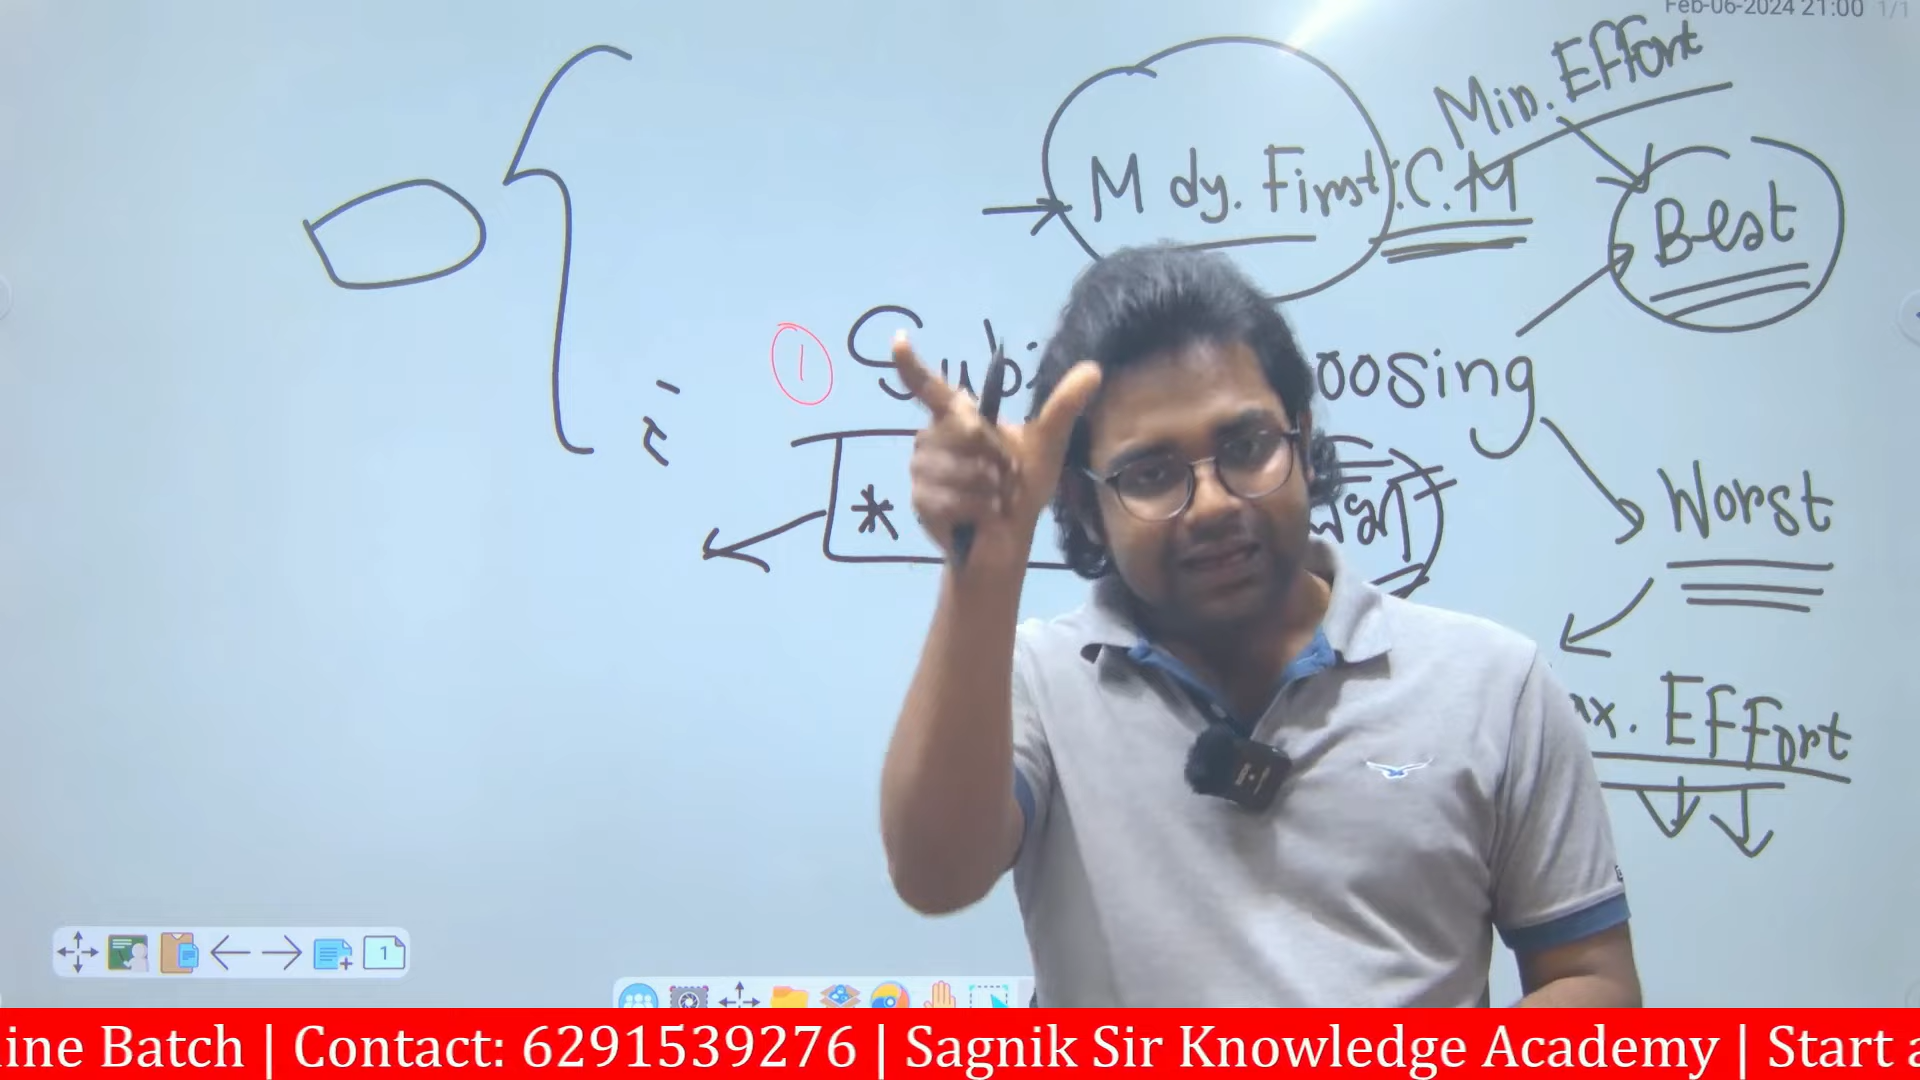 Feb-06-2024 21:00 1/1
Min. Effort
M dy. First : C.M
Best
1
oosing
*
Worst
Effort
ine Batch | Contact: 6291539276 | Sagnik Sir Knowledge Academy | Start a
1